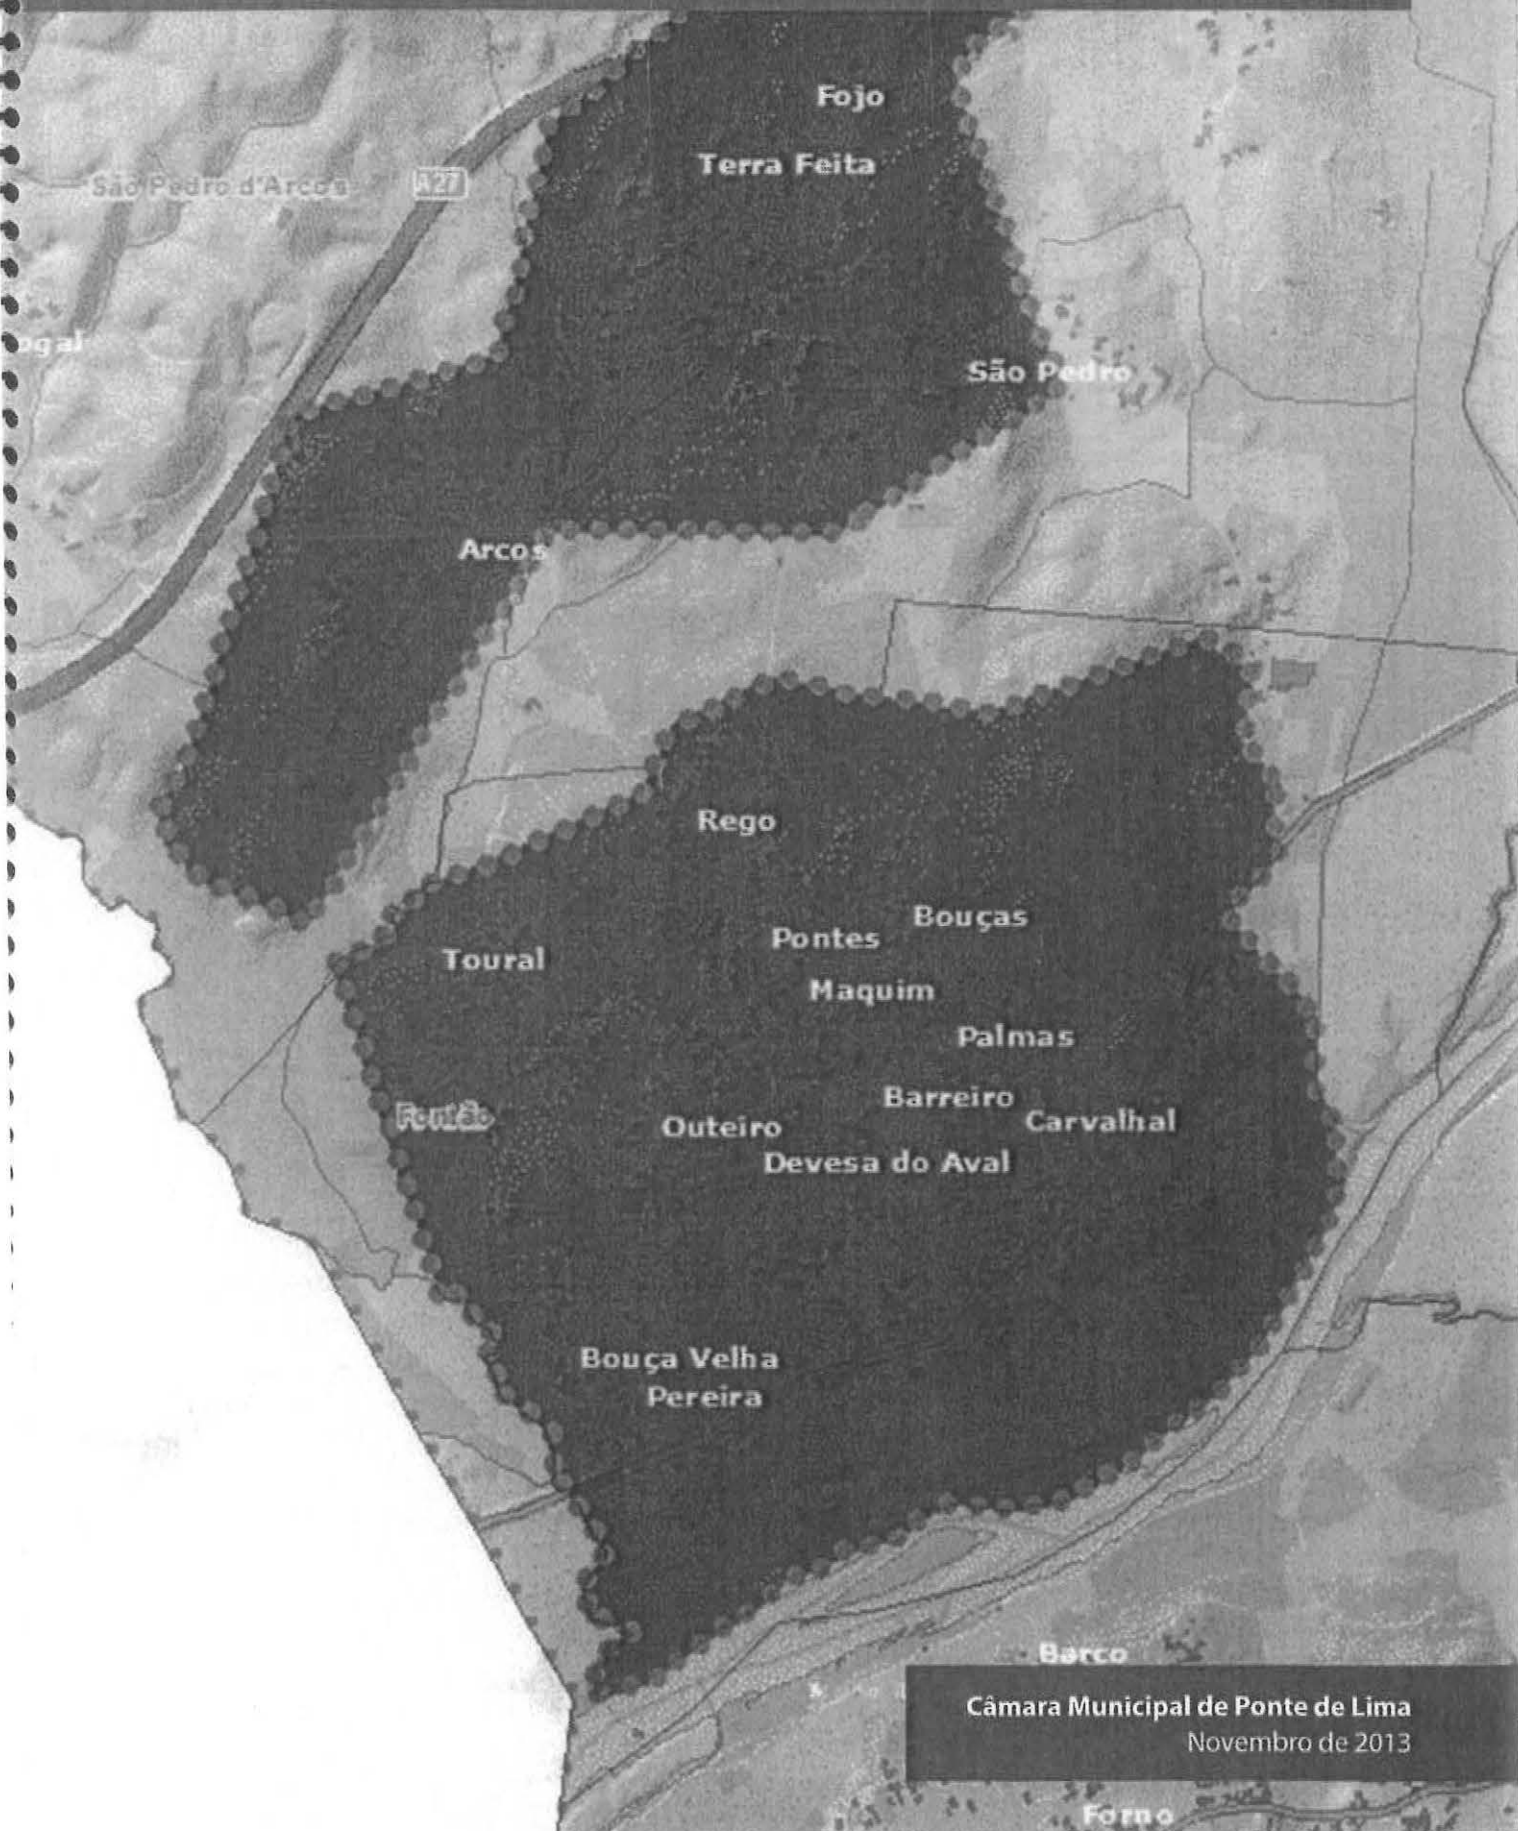 Fojo
Terra Feita
São Pedro d'Arcos
A27
ogal
São Pedro
Arcos
Rego
Bouças
Pontes
Toural
Maquim
Palmas
Barreiro
Fontão
Carvalhal
Outeiro
Devesa do Aval
Bouça Velha
Pereira
Barco
Câmara Municipal de Ponte de Lima
Novembro de 2013
Forno